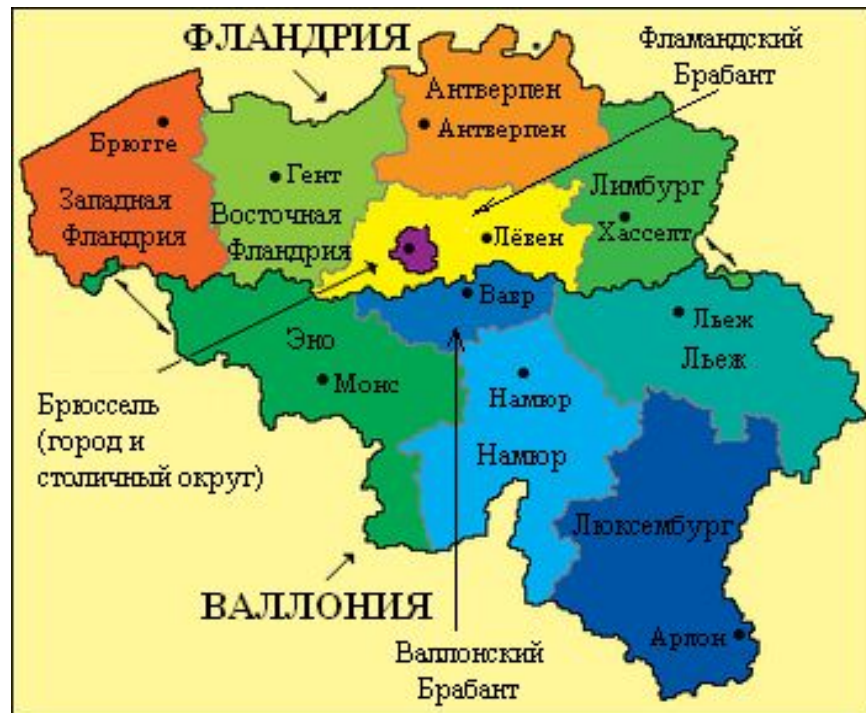 ФЛАНДРИЯ
Фламандский
Брабант
Антверпен
Антверпен
Брюгге
Гент
Лимбург
Западная
Фландрия
Восточная
Фландрия
Лёвен
Хасселт
Вавр
Льеж
Льеж
Эно
Монс
Намюр
Намюр
Брюссель
(город и
столичный округ)
Люксембург
ВАЛЛОНИЯ
Арлон
Валлонский
Брабант